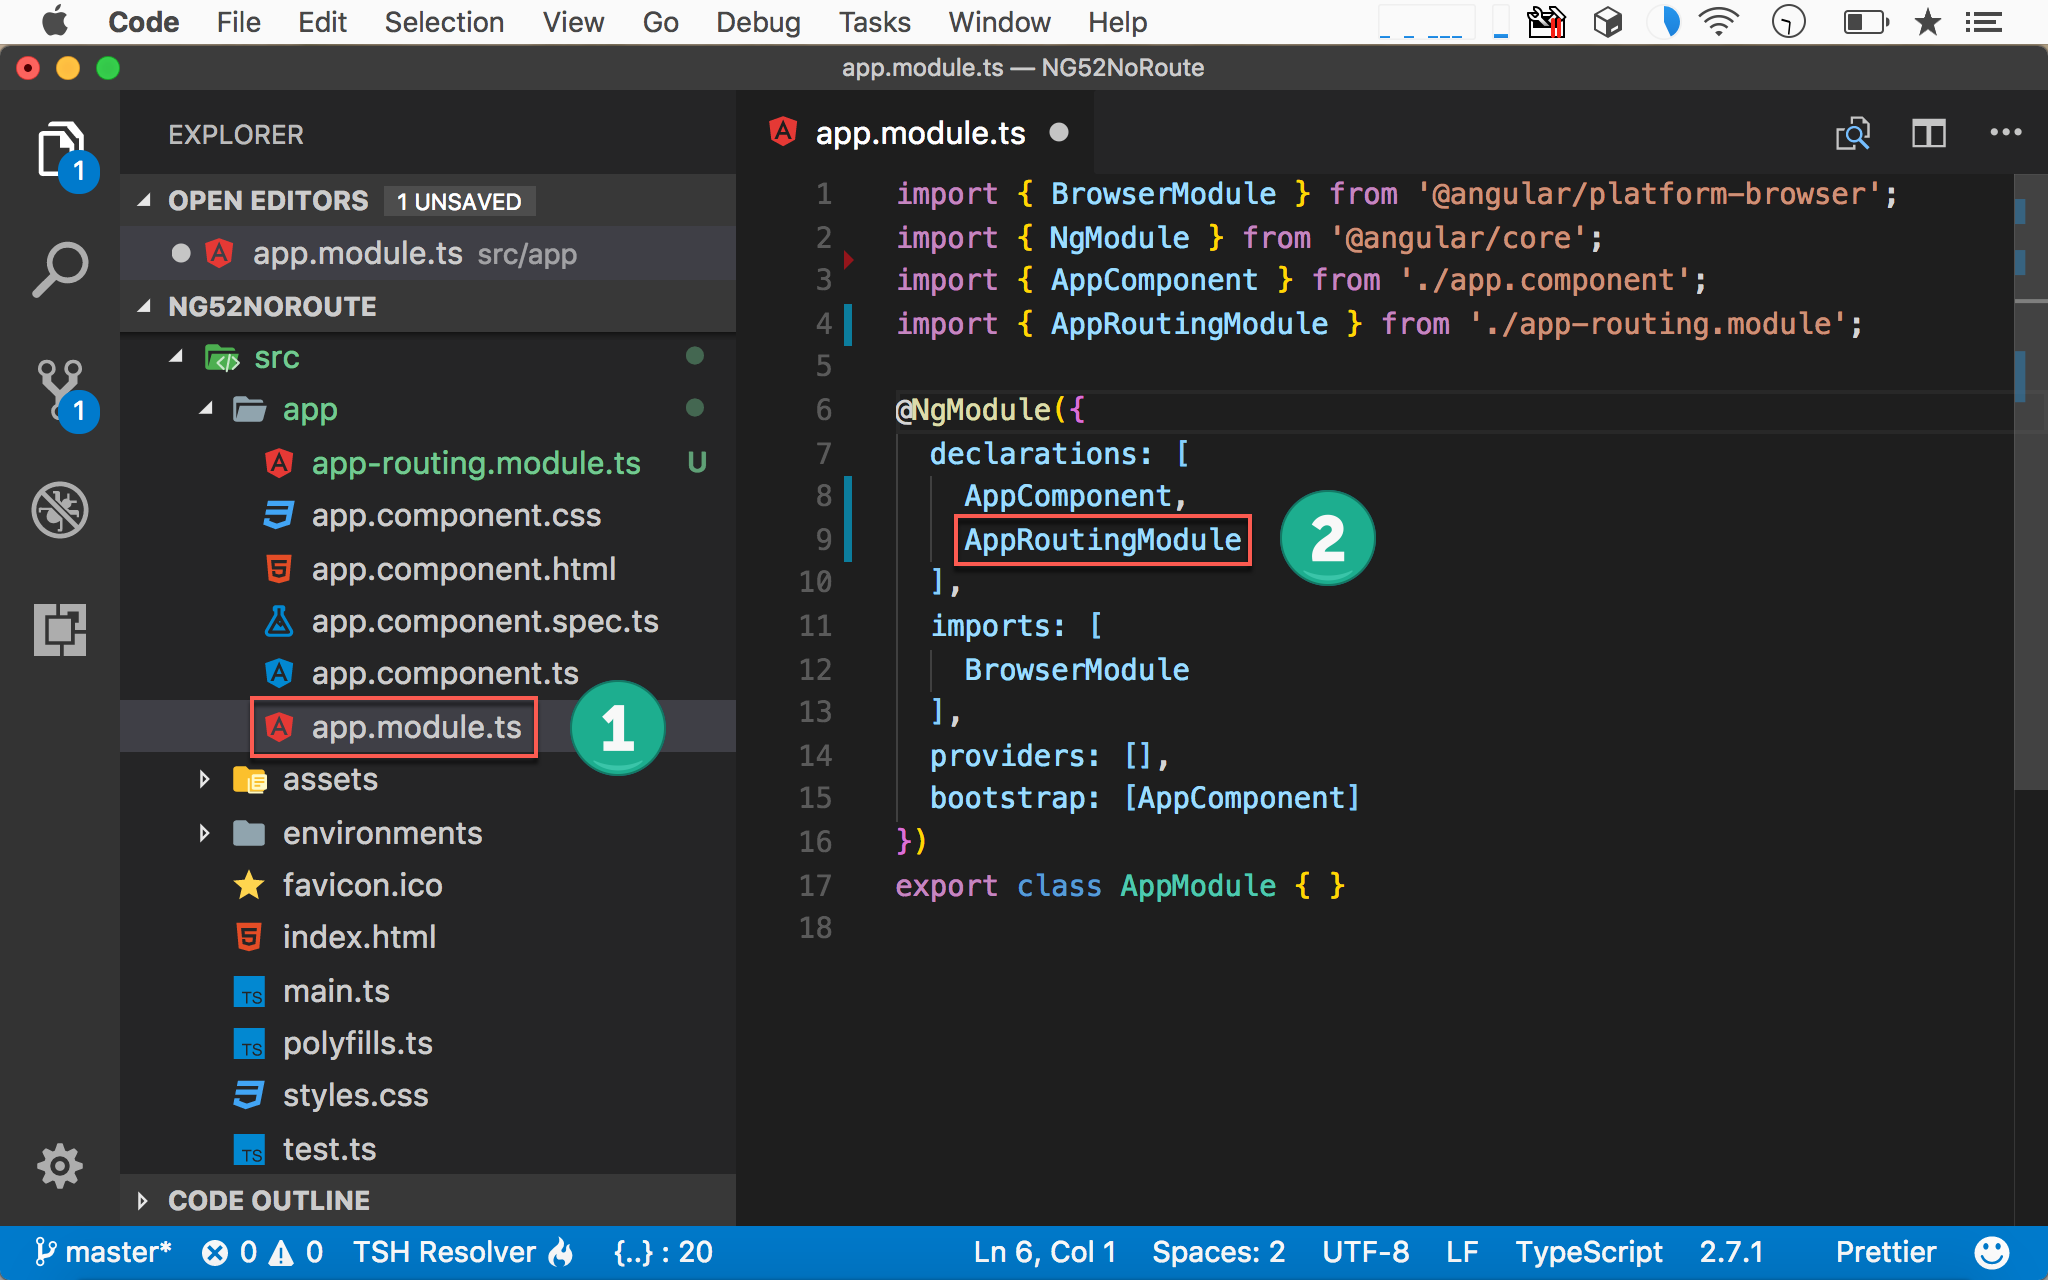 Code File Edit Selection View Go Debug Tasks Window Help
app.module.ts — NG52NoRoute
EXPLORER
OPEN EDITORS 1 UNSAVED
app.module.ts src/app
NG52NOROUTE
src
app
app-routing.module.ts U
app.component.css
app.component.html
app.component.spec.ts
app.component.ts
app.module.ts 1
assets
environments
favicon.ico
index.html
TS main.ts
TS polyfills.ts
styles.css
TS test.ts
CODE OUTLINE
1
1
app.module.ts
1 import { BrowserModule } from '@angular/platform-browser';
2 import { NgModule } from '@angular/core';
3 import { AppComponent } from './app.component';
4 import { AppRoutingModule } from './app-routing.module';
5
6 @NgModule({
7 declarations: [
8 AppComponent,
9 AppRoutingModule 2
10 ],
11 imports: [
12 BrowserModule
13 ],
14 providers: [],
15 bootstrap: [AppComponent]
16 })
17 export class AppModule { }
18
master* 0 0 TSH Resolver {..} : 20 Ln 6, Col 1 Spaces: 2 UTF-8 LF TypeScript 2.7.1 Prettier